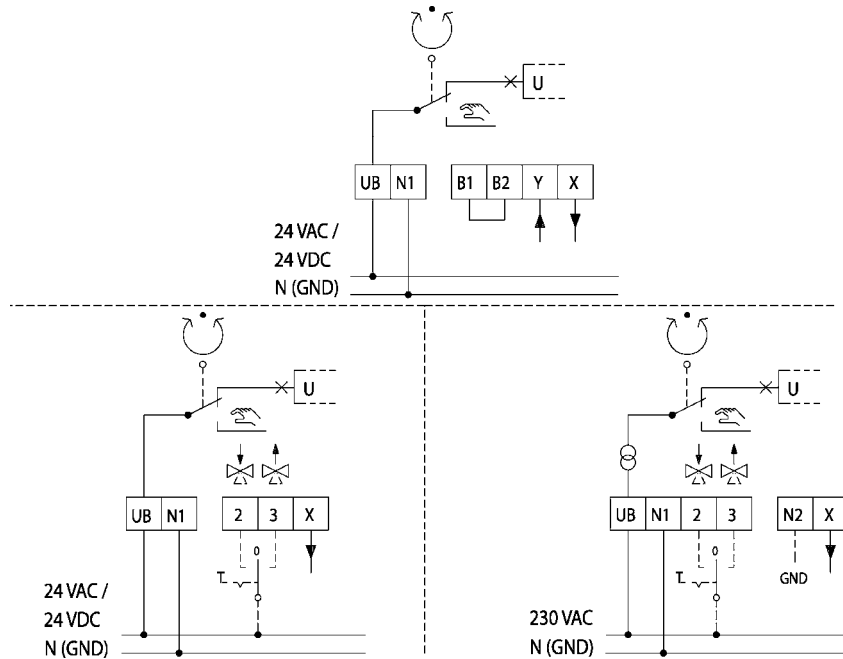 U
UB N1 B1 B2 Y X
24 VAC /
24 VDC
N (GND)
U
UB N1 2 3 X
0
T
24 VAC /
24 VDC
N (GND)
U
UB N1 2 3 N2 X
0
T
GND
230 VAC
N (GND)